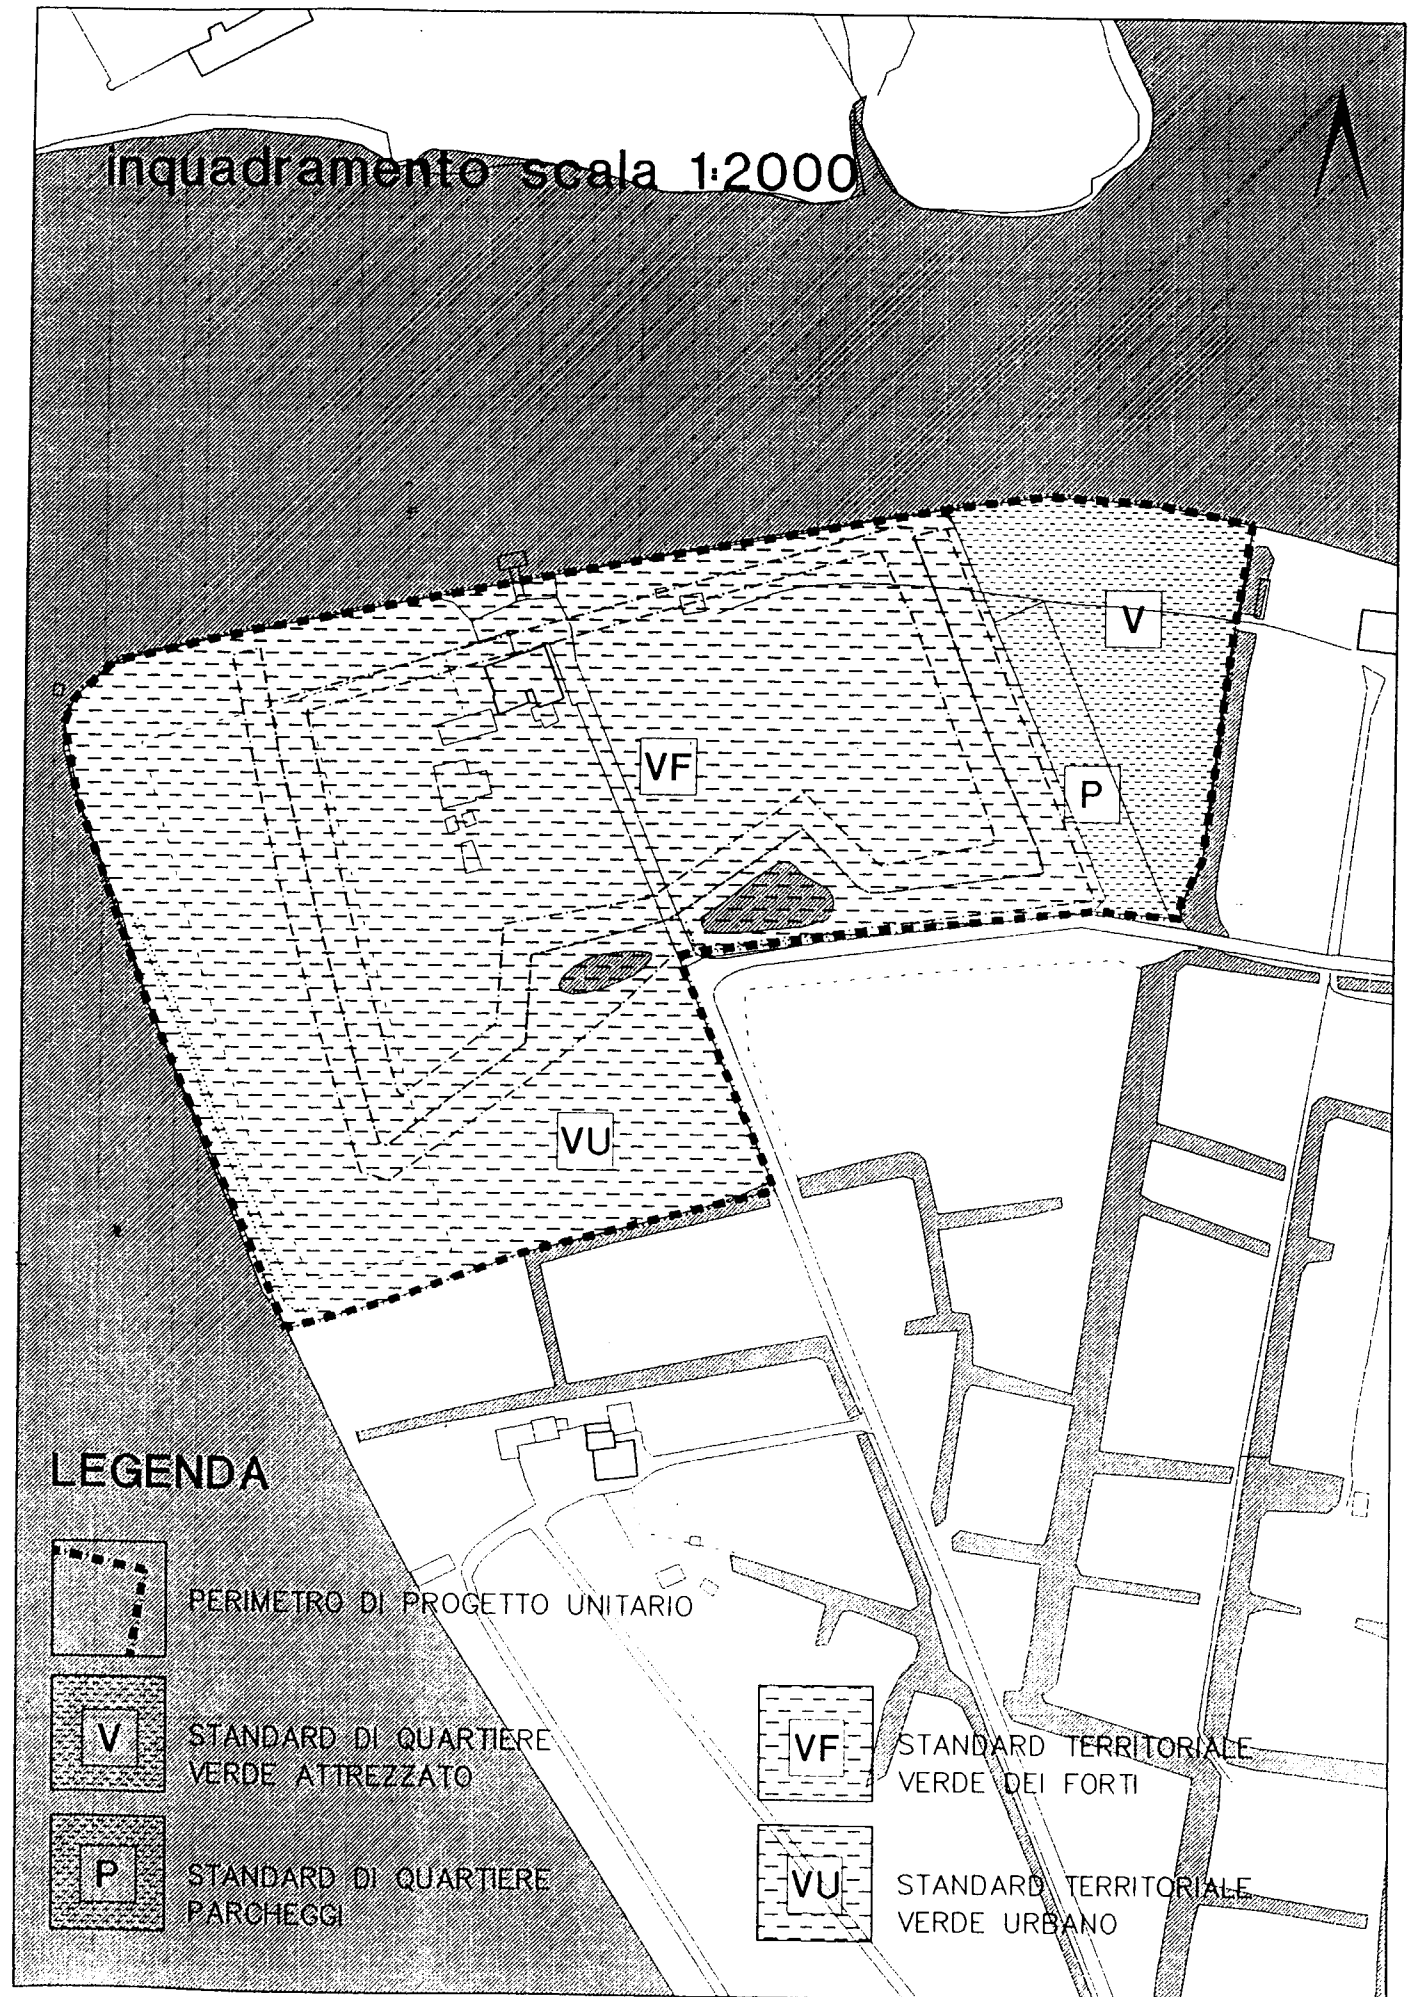 inquadramento scala 1:2000
V
VF
P
VU
LEGENDA
PERIMETRO DI PROGETTO UNITARIO
V
STANDARD DI QUARTIERE
VERDE ATTREZZATO
P
STANDARD DI QUARTIERE
PARCHEGGI
VF
STANDARD TERRITORIALE
VERDE DEI FORTI
VU
STANDARD TERRITORIALE
VERDE URBANO